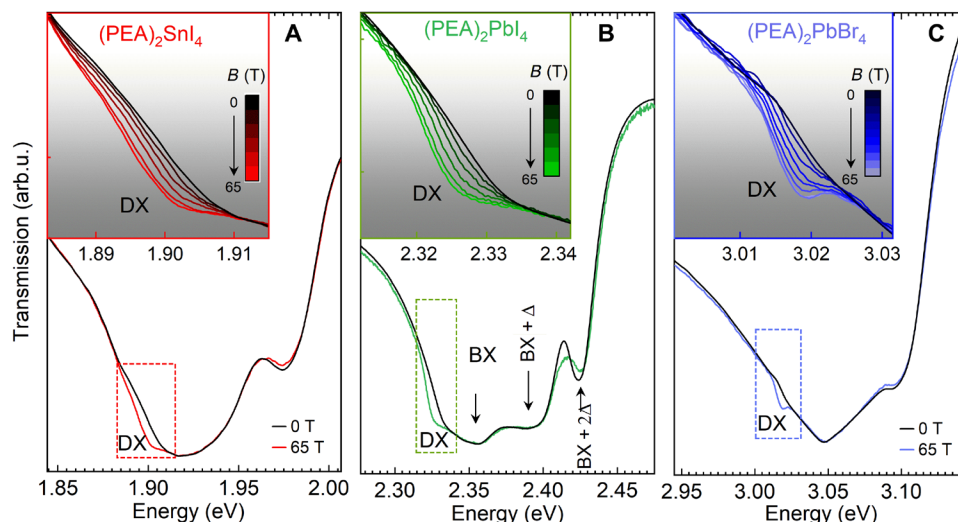 (PEA)₂SnI₄
A
B (T)
0
65
DX
1.89 1.90 1.91
DX
0 T
65 T
1.85 1.90 1.95 2.00
Energy (eV)
Transmission (arb.u.)
(PEA)₂PbI₄
B
B (T)
0
65
DX
2.32 2.33 2.34
BX
BX + Δ
BX + 2Δ
DX
2.30 2.35 2.40 2.45
Energy (eV)
(PEA)₂PbBr₄
C
B (T)
0
65
DX
3.01 3.02 3.03
DX
0 T
65 T
2.95 3.00 3.05 3.10
Energy (eV)